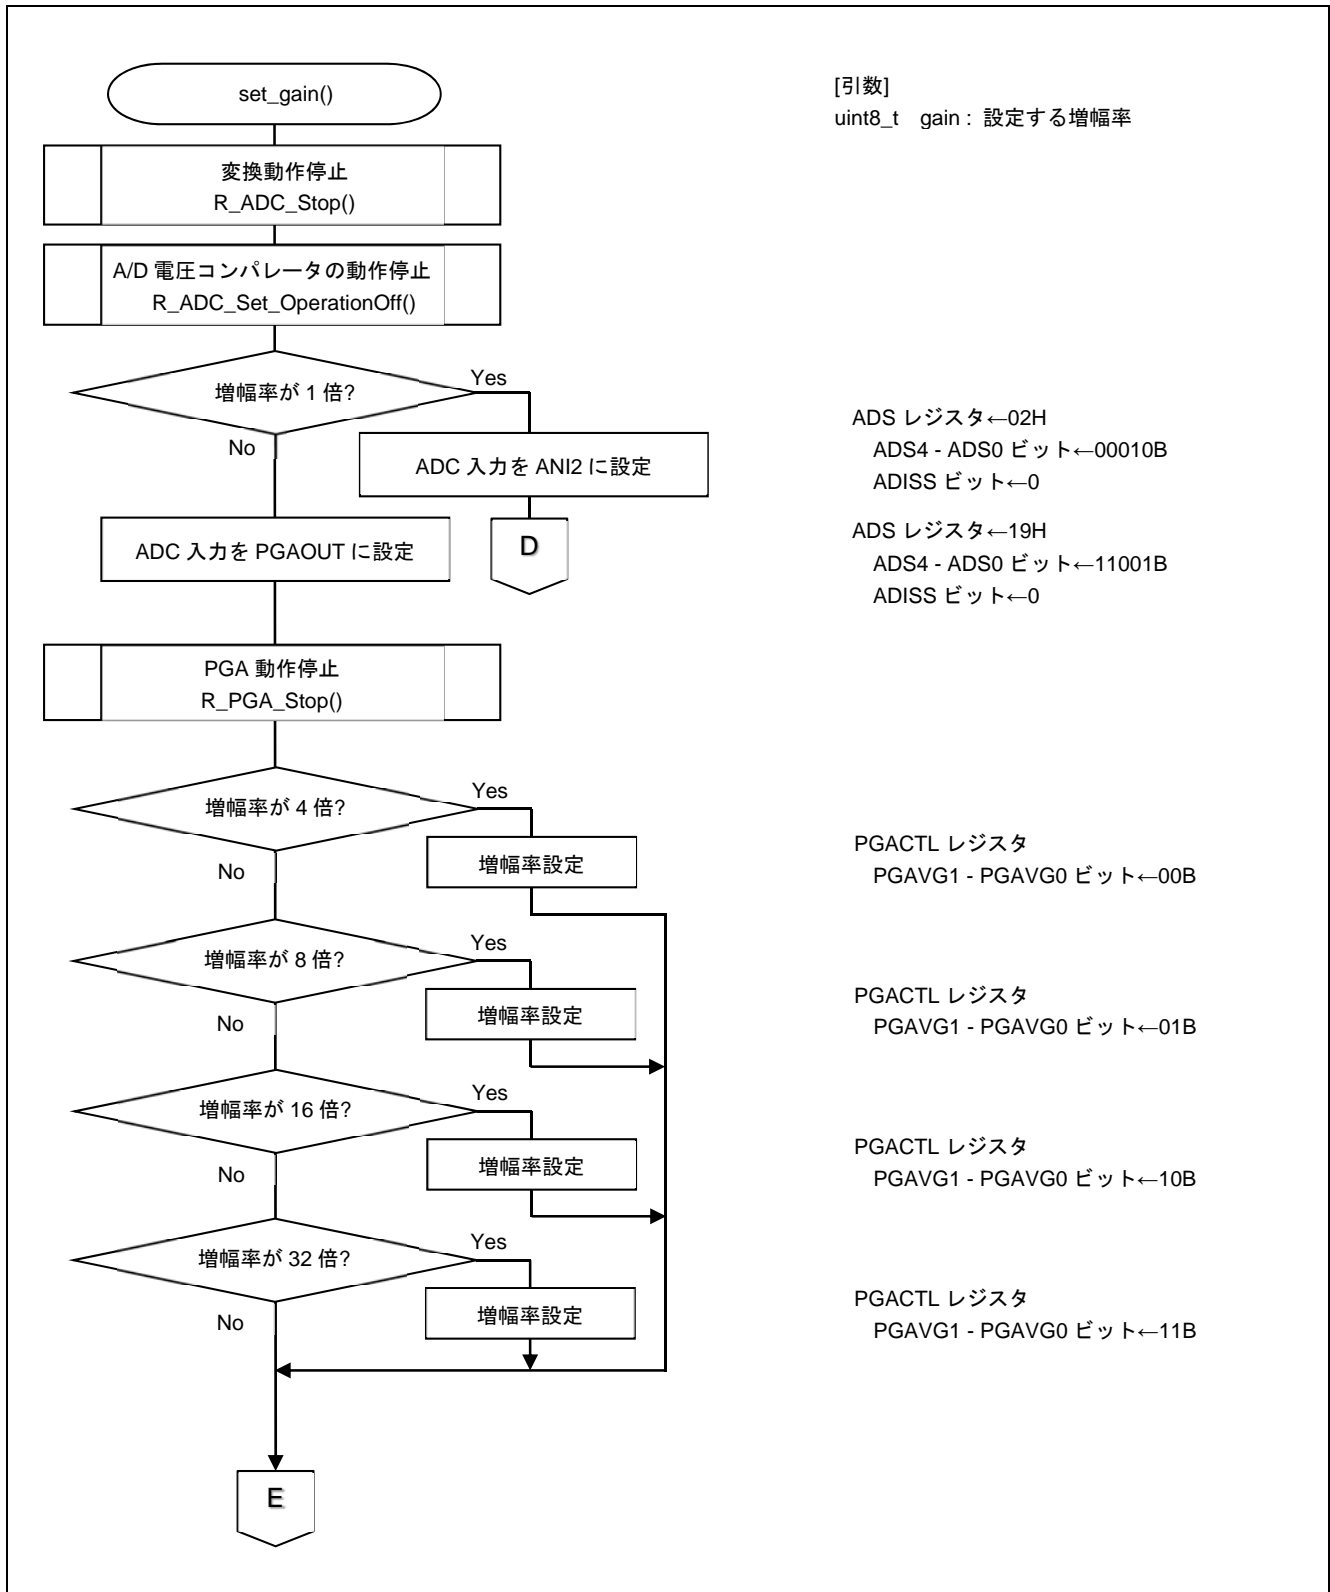 set_gain()
[引数]
uint8_t gain : 設定する増幅率
変換動作停止
R_ADC_Stop()
A/D 電圧コンパレータの動作停止
R_ADC_Set_OperationOff()
増幅率が 1 倍?
Yes
No
ADC 入力を ANI2 に設定
ADS レジスタ←02H
ADS4 - ADS0 ビット←00010B
ADISS ビット←0
D
ADC 入力を PGAOUT に設定
ADS レジスタ←19H
ADS4 - ADS0 ビット←11001B
ADISS ビット←0
PGA 動作停止
R_PGA_Stop()
増幅率が 4 倍?
Yes
No
増幅率設定
PGACTL レジスタ
PGAVG1 - PGAVG0 ビット←00B
増幅率が 8 倍?
Yes
No
増幅率設定
PGACTL レジスタ
PGAVG1 - PGAVG0 ビット←01B
増幅率が 16 倍?
Yes
No
増幅率設定
PGACTL レジスタ
PGAVG1 - PGAVG0 ビット←10B
増幅率が 32 倍?
Yes
No
増幅率設定
PGACTL レジスタ
PGAVG1 - PGAVG0 ビット←11B
E